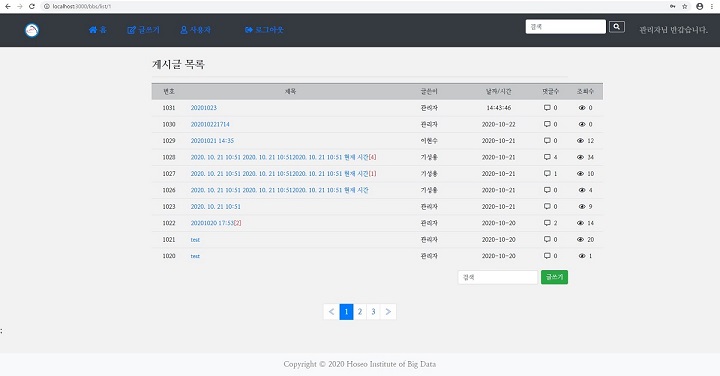 localhost:3000/bbs/list/1
홈 글쓰기 사용자 로그아웃 검색 관리자님 반갑습니다.
게시글 목록
번호 제목 글쓴이 날짜/시간 댓글수 조회수
1031 20201023 관리자 14:43:46 0 0
1030 202010221714 관리자 2020-10-22 0 0
1029 20201021 14:35 이현수 2020-10-21 0 12
1028 2020. 10. 21 10:51 2020. 10. 21 10:512020. 10. 21 10:51 현재 시간[4] 기성용 2020-10-21 4 34
1027 2020. 10. 21 10:51 2020. 10. 21 10:512020. 10. 21 10:51 현재 시간[1] 기성용 2020-10-21 1 10
1026 2020. 10. 21 10:51 2020. 10. 21 10:512020. 10. 21 10:51 현재 시간 기성용 2020-10-21 0 4
1023 2020. 10. 21 10:51 관리자 2020-10-21 0 9
1022 20201020 17:53[2] 관리자 2020-10-20 2 14
1021 test 관리자 2020-10-20 0 20
1020 test 관리자 2020-10-20 0 1
검색 글쓰기
< 1 2 3 >
;
Copyright © 2020 Hoseo Institute of Big Data